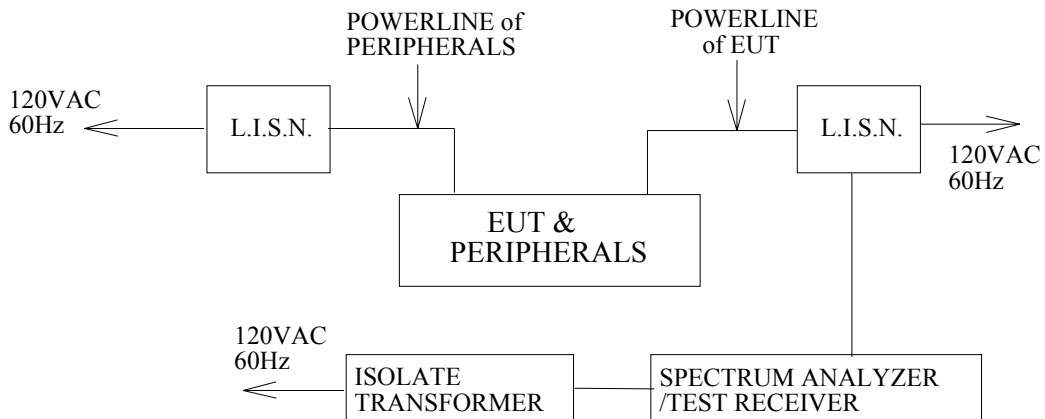 POWERLINE of
PERIPHERALS
POWERLINE
of EUT
120VAC
60Hz
L.I.S.N.
L.I.S.N.
120VAC
60Hz
EUT &
PERIPHERALS
120VAC
60Hz
ISOLATE
TRANSFORMER
SPECTRUM ANALYZER
/TEST RECEIVER